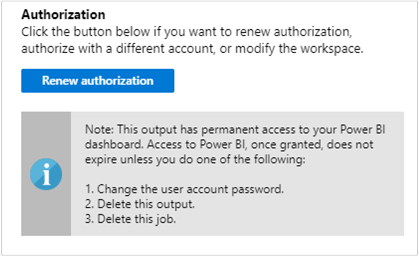 Authorization
Click the button below if you want to renew authorization,
authorize with a different account, or modify the workspace.
Renew authorization
Note: This output has permanent access to your Power BI
dashboard. Access to Power BI, once granted, does not
expire unless you do one of the following:
1. Change the user account password.
2. Delete this output.
3. Delete this job.